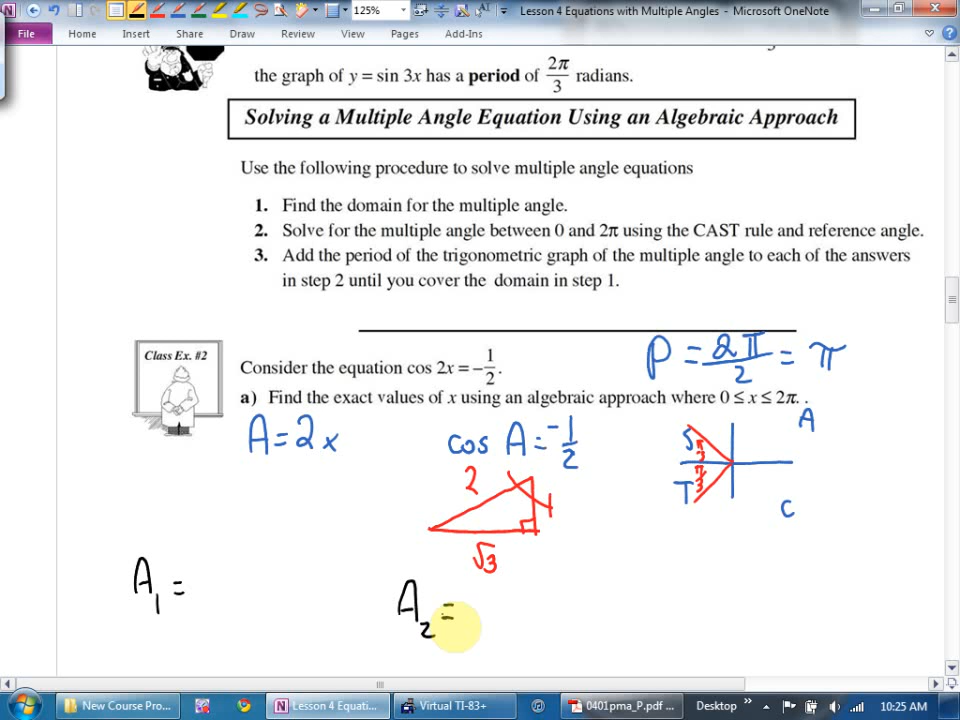 125%
Lesson 4 Equations with Multiple Angles - Microsoft OneNote
File Home Insert Share Draw Review View Pages Add-Ins
the graph of y = sin 3x has a period of 2π/3 radians.
Solving a Multiple Angle Equation Using an Algebraic Approach
Use the following procedure to solve multiple angle equations
1. Find the domain for the multiple angle.
2. Solve for the multiple angle between 0 and 2π using the CAST rule and reference angle.
3. Add the period of the trigonometric graph of the multiple angle to each of the answers
in step 2 until you cover the domain in step 1.
Class Ex. #2
P = 2π/2 = π
Consider the equation cos 2x = -1/2.
a) Find the exact values of x using an algebraic approach where 0 ≤ x ≤ 2π. .
A = 2x cos A = -1/2
S π/3 A
T π/3 C
2 1
√3
A₁ =
A₂ =
New Course Pro... Lesson 4 Equati... Virtual TI-83+ 0401pma_P.pdf ... Desktop 10:25 AM